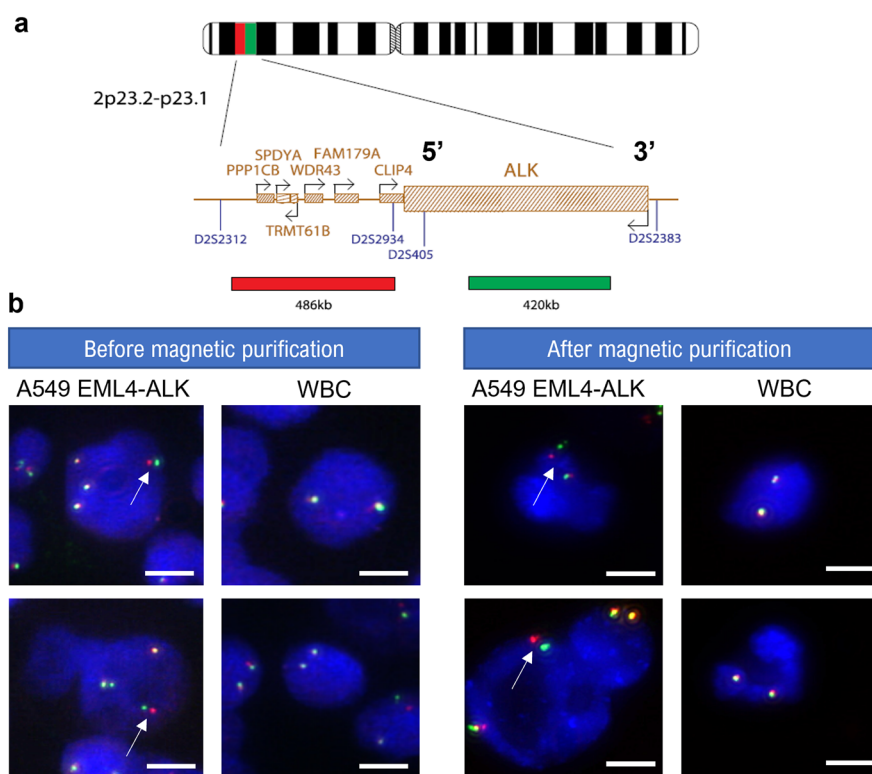 a
2p23.2-p23.1
5’
3’
SPDYA
FAM179A
PPP1CB
WDR43
CLIP4
ALK
TRMT61B
D2S2312
D2S2934
D2S405
D2S2383
486kb
420kb
b
Before magnetic purification
After magnetic purification
A549 EML4-ALK
WBC
A549 EML4-ALK
WBC